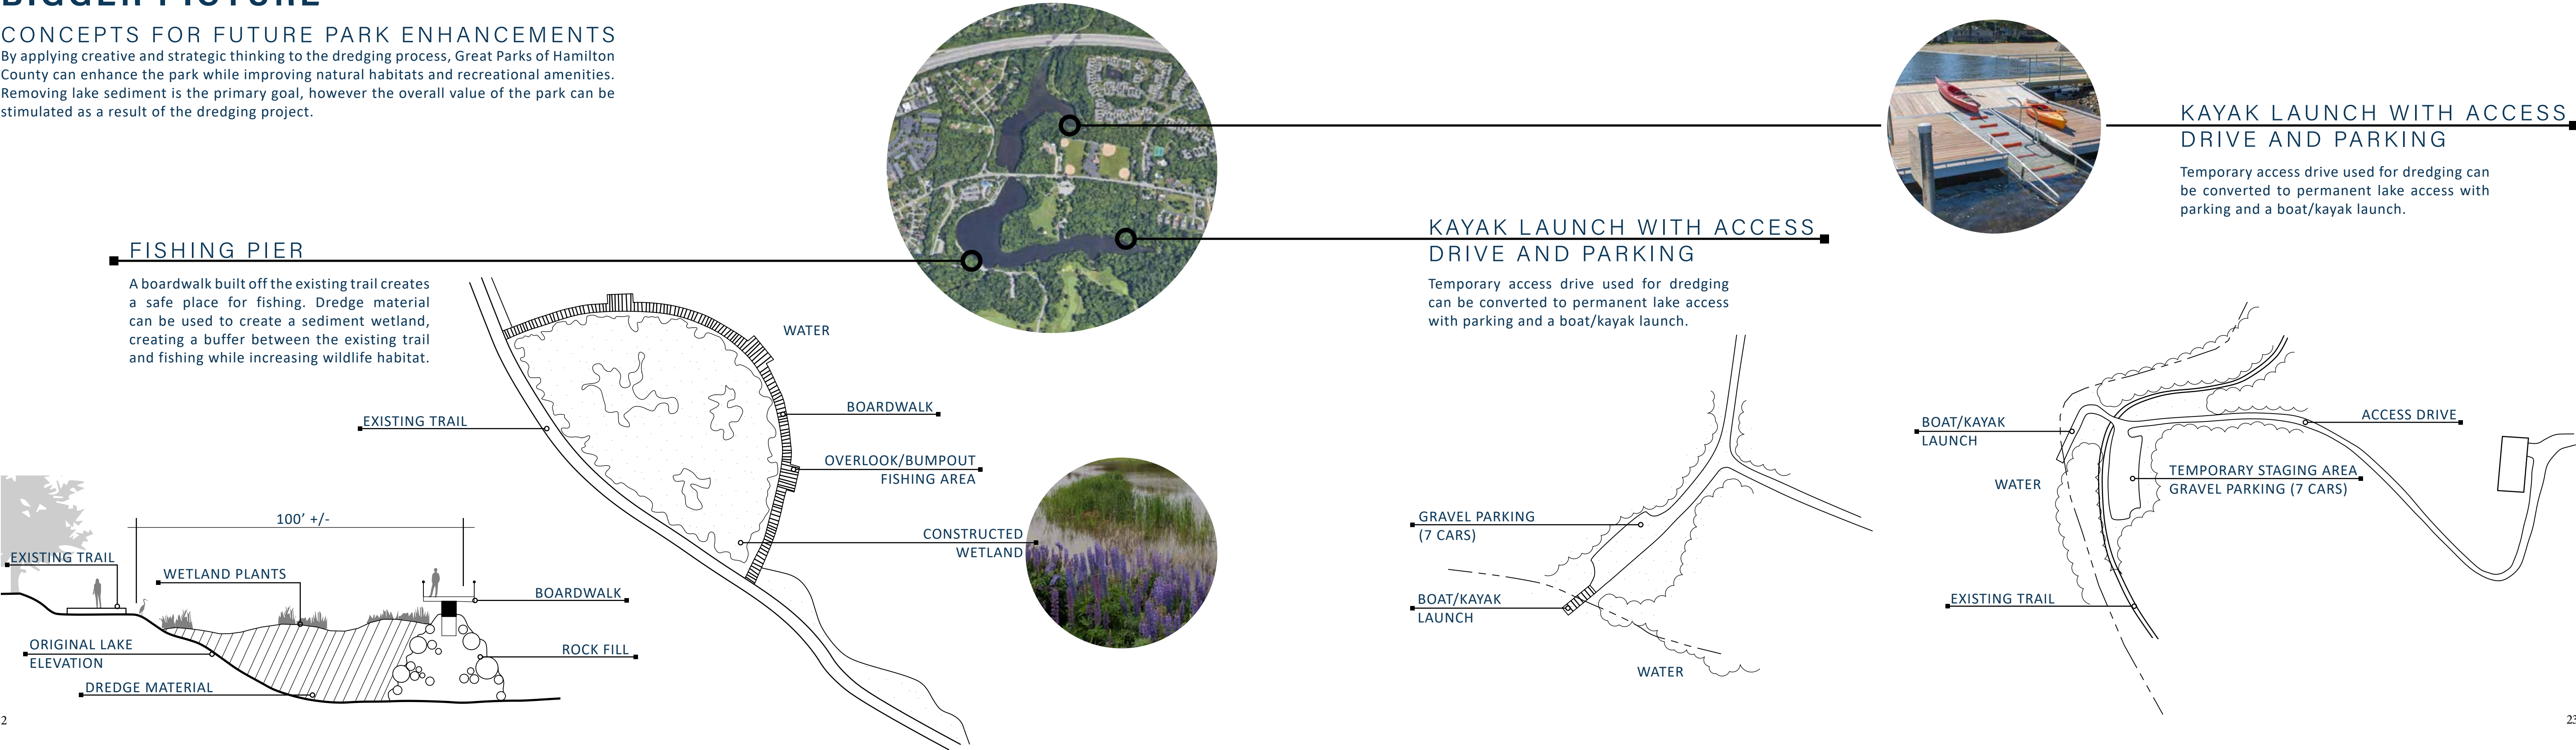 BIGGER PICTURE
CONCEPTS FOR FUTURE PARK ENHANCEMENTS
By applying creative and strategic thinking to the dredging process, Great Parks of Hamilton
County can enhance the park while improving natural habitats and recreational amenities.
Removing lake sediment is the primary goal, however the overall value of the park can be
stimulated as a result of the dredging project.
FISHING PIER
A boardwalk built off the existing trail creates
a safe place for fishing. Dredge material
can be used to create a sediment wetland,
creating a buffer between the existing trail
and fishing while increasing wildlife habitat.
WATER
BOARDWALK
EXISTING TRAIL
OVERLOOK/BUMPOUT
FISHING AREA
CONSTRUCTED
WETLAND
100' +/-
EXISTING TRAIL
WETLAND PLANTS
BOARDWALK
ORIGINAL LAKE
ELEVATION
ROCK FILL
DREDGE MATERIAL
2
KAYAK LAUNCH WITH ACCESS
DRIVE AND PARKING
Temporary access drive used for dredging
can be converted to permanent lake access
with parking and a boat/kayak launch.
GRAVEL PARKING
(7 CARS)
BOAT/KAYAK
LAUNCH
WATER
KAYAK LAUNCH WITH ACCESS
DRIVE AND PARKING
Temporary access drive used for dredging can
be converted to permanent lake access with
parking and a boat/kayak launch.
BOAT/KAYAK
LAUNCH
ACCESS DRIVE
WATER
TEMPORARY STAGING AREA
GRAVEL PARKING (7 CARS)
EXISTING TRAIL
23